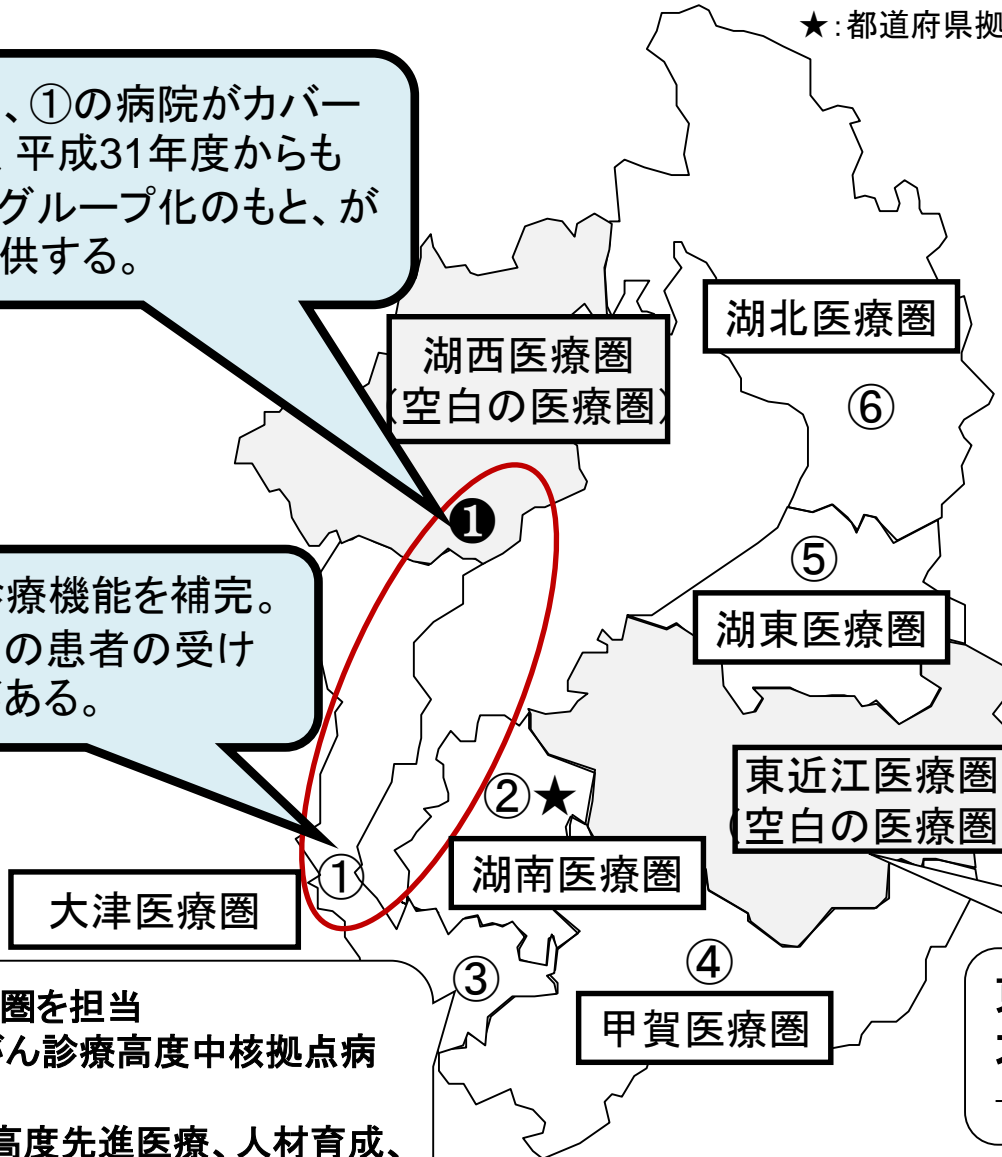 ★:都道府県拠
、①の病院がカバー
平成31年度からも
グループ化のもと、が
供する。
湖北医療圏
湖西医療圏
(空白の医療圏)
⑥
❶
⑤
療機能を補完。
の患者の受け
がある。
湖東医療圏
東近江医療圏
(空白の医療圏
②★
①
湖南医療圏
大津医療圏
③
④
甲賀医療圏
圏を担当
がん診療高度中核拠点病
高度先進医療、人材育成、